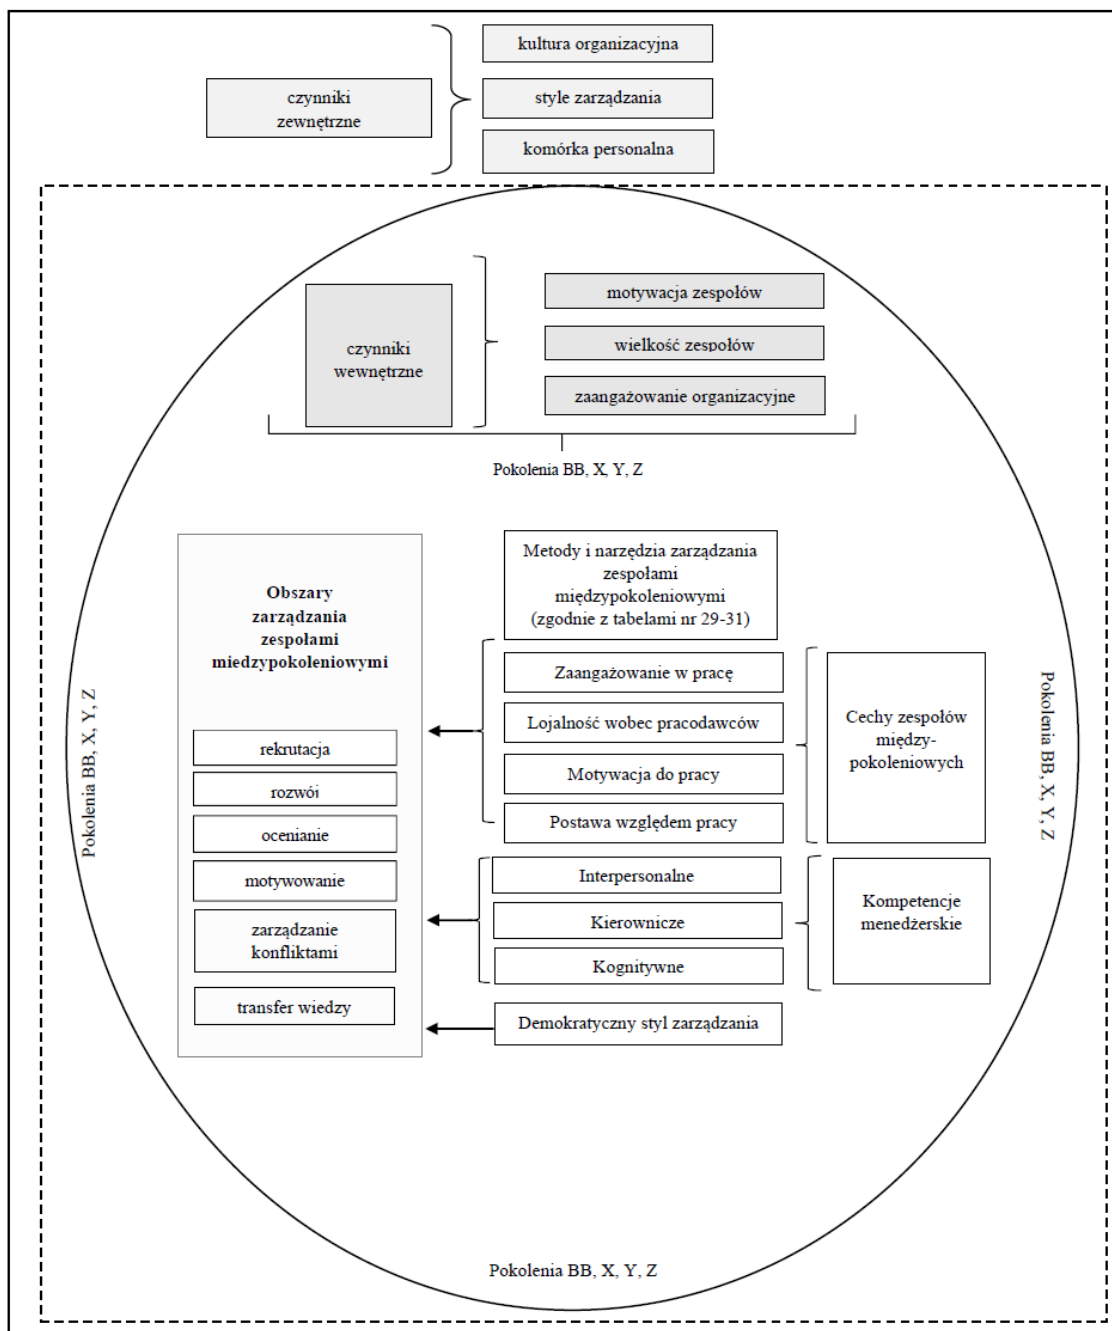 kultura organizacyjna
czynniki
zewnętrzne
style zarządzania
komórka personalna
motywacja zespołów
czynniki
wewnętrzne
wielkość zespołów
zaangażowanie organizacyjne
Pokolenia BB, X, Y, Z
Obszary
zarządzania
zespołami
miedzypokoleniowymi
rekrutacja
rozwój
ocenianie
motywowanie
zarządzanie
konfliktami
transfer wiedzy
Metody i narzędzia zarządzania
zespołami
międzypokoleniowymi
(zgodnie z tabelami nr 29-31)
Zaangażowanie w pracę
Lojalność wobec pracodawców
Motywacja do pracy
Postawa względem pracy
Cechy zespołów
między-
pokoleniowych
Interpersonalne
Kierownicze
Kognitywne
Kompetencje
menedżerskie
Demokratyczny styl zarządzania
Pokolenia BB, X, Y, Z
Pokolenia BB, X, Y, Z
Pokolenia BB, X, Y, Z